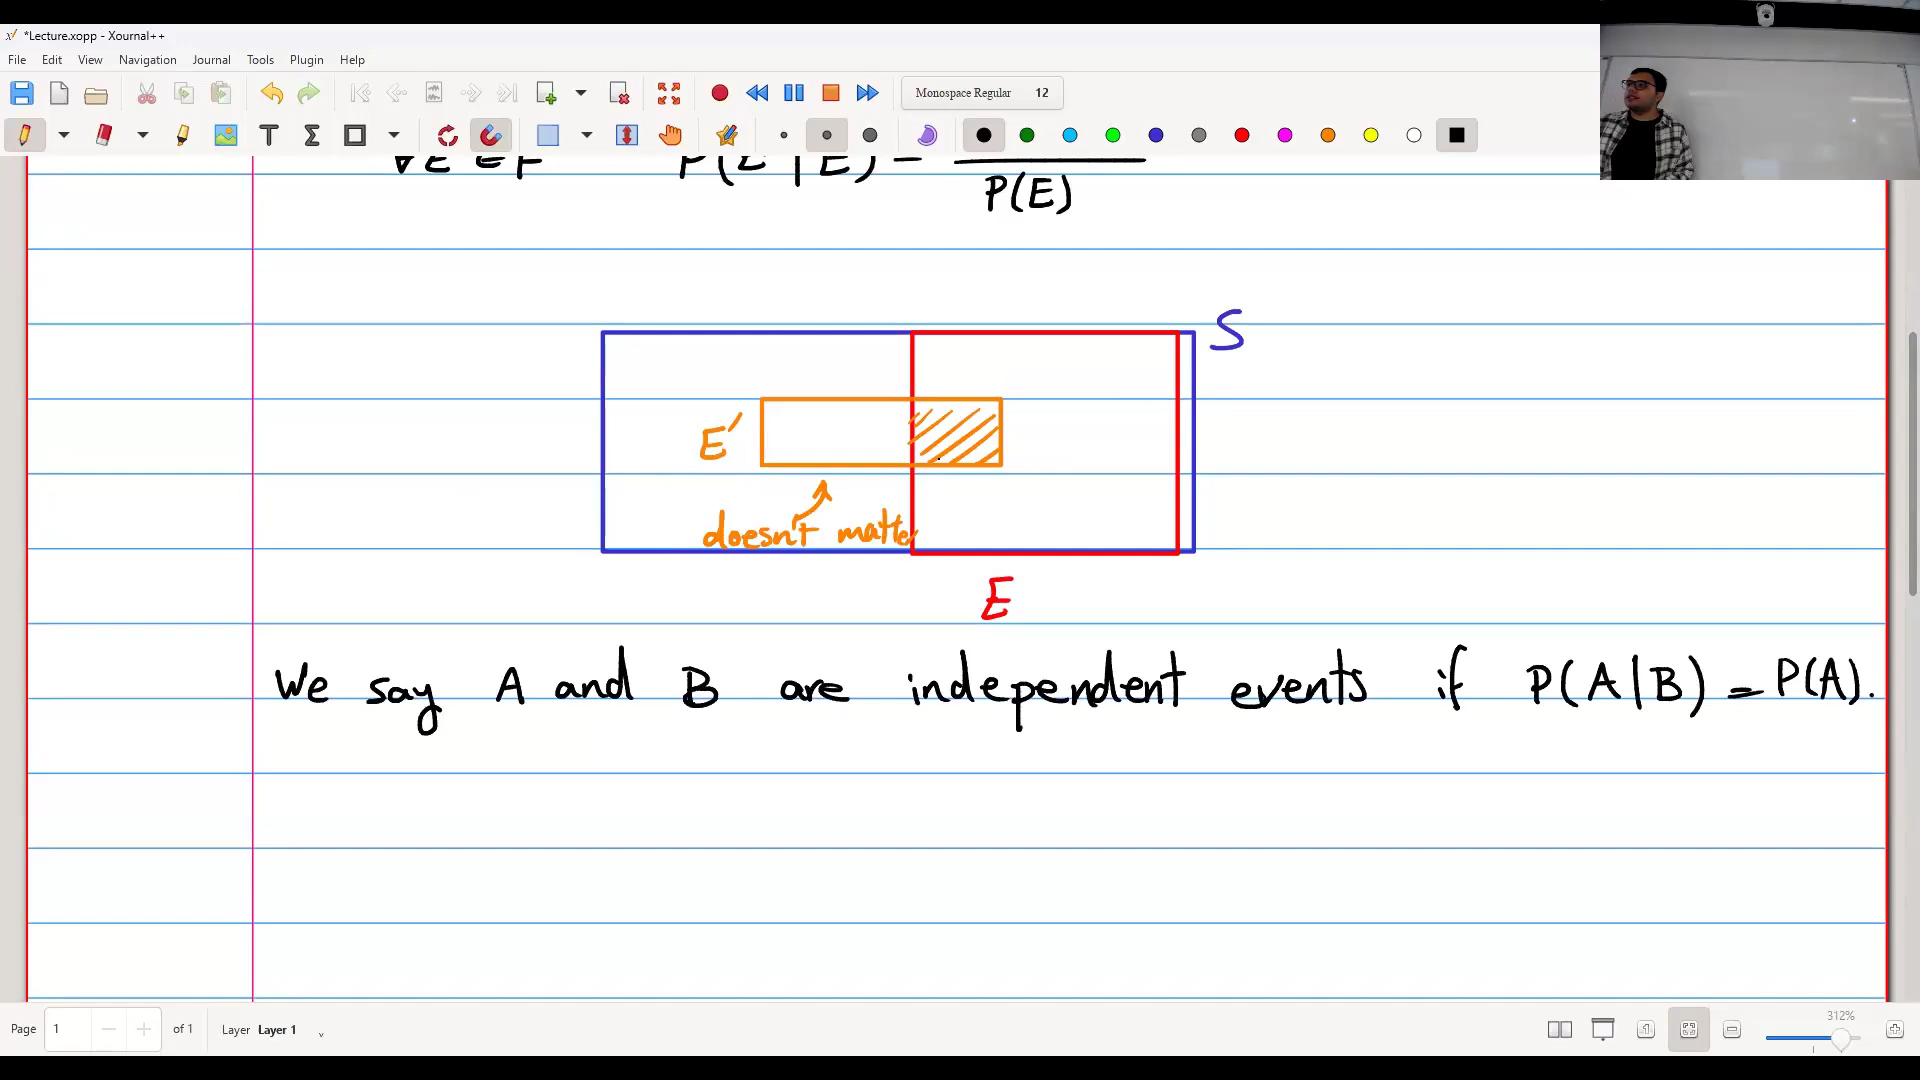 *Lecture.xopp - Xournal++
File Edit View Navigation Journal Tools Plugin Help
Monospace Regular 12
P(E)
S
E′
doesn't matte
E
We say A and B are independent events if P(A|B) = P(A).
Page 1 of 1 Layer Layer 1 312%